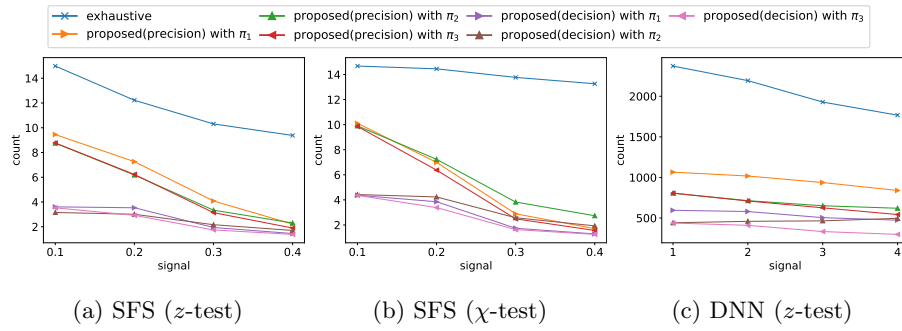 exhaustive
proposed(precision) with π1
proposed(precision) with π2
proposed(precision) with π3
proposed(decision) with π1
proposed(decision) with π2
proposed(decision) with π3
14
12
10
8
6
4
2
count
0.1 0.2 0.3 0.4
signal
(a) SFS (z-test)
14
12
10
8
6
4
2
count
0.1 0.2 0.3 0.4
signal
(b) SFS (χ-test)
2000
1500
1000
500
count
1 2 3 4
signal
(c) DNN (z-test)